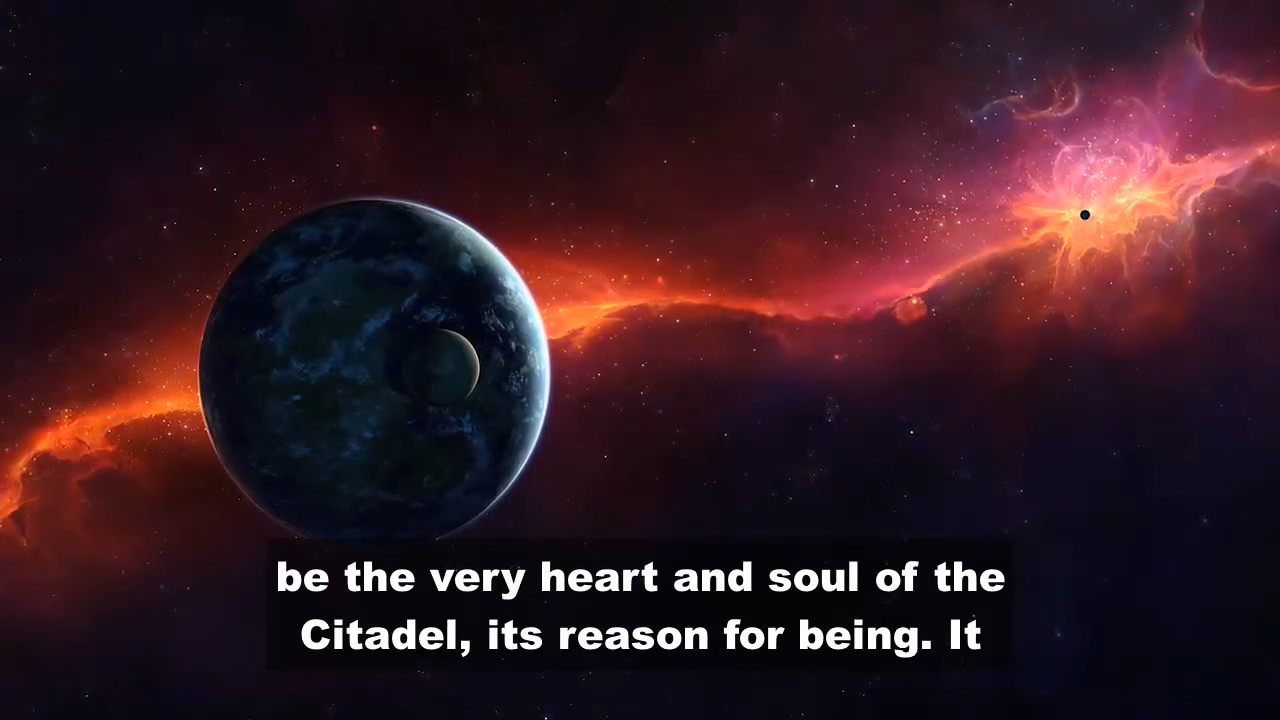 be the very heart and soul of the
Citadel, its reason for being. It